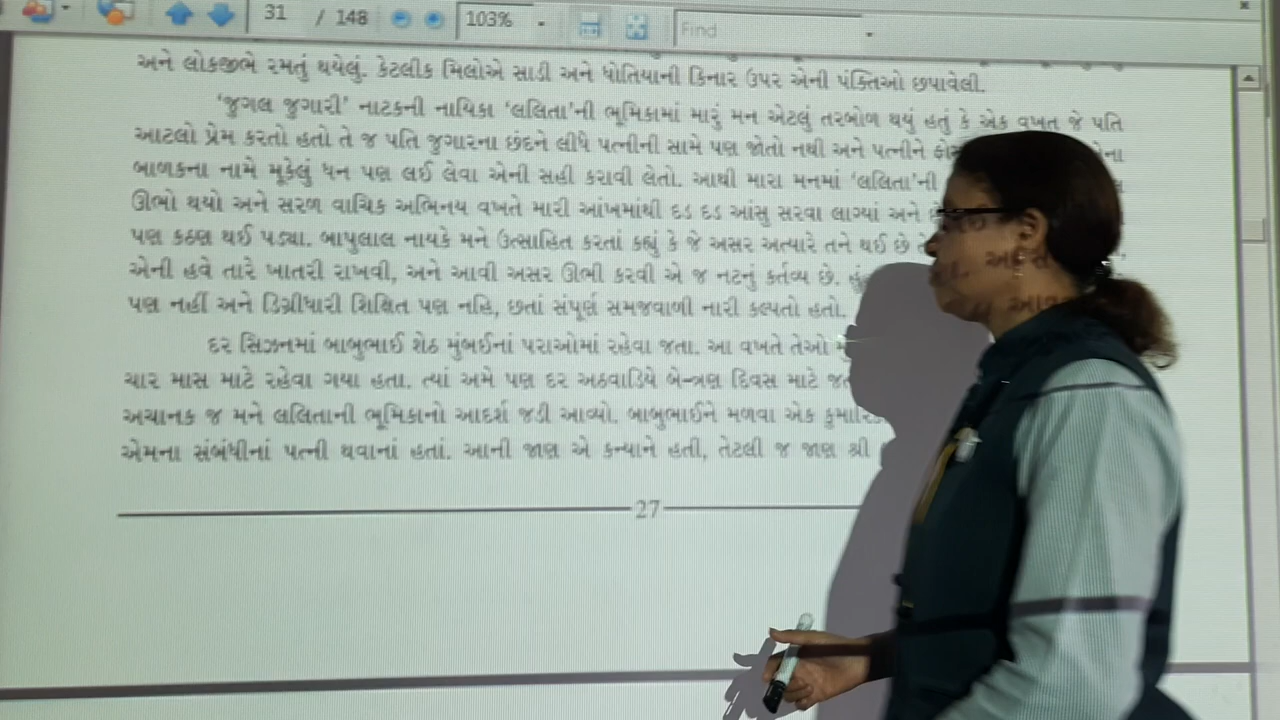 31 / 148 103% Find
અને લોકજીભે રમતું થયેલું. કેટલીક મિલોએ સાડી અને ધોતિયાની કિનાર ઉપર એની પંક્તિઓ છપાવેલી.
'જુગલ જુગારી' નાટકની નાયિકા 'લલિતા'ની ભૂમિકામાં મારું મન એટલું તરબોળ થયું હતું કે એક વખત જે પતિ
આટલો પ્રેમ કરતો હતો તે જ પતિ જુગારના છંદને લીધે પત્નીની સામે પણ જોતો નથી અને પત્નીને
બાળકના નામે મૂકેલું ધન પણ લઈ લેવા એની સહી કરાવી લેતો. આથી મારા મનમાં 'લલિતા'ની
ઊભો થયો અને સરળ વાચિક અભિનય વખતે મારી આંખમાંથી દડ દડ આંસુ સરવા લાગ્યાં અને
પણ કઠણ થઈ પડ્યા. બાપુલાલ નાયકે મને ઉત્સાહિત કરતાં કહ્યું કે જે અસર અત્યારે તને થઈ છે
એની હવે તારે ખાતરી રાખવી, અને આવી અસર ઊભી કરવી એ જ નટનું કર્તવ્ય છે.
પણ નહીં અને ડિગ્રીધારી શિક્ષિત પણ નહિ, છતાં સંપૂર્ણ સમજવાળી નારી કલ્પતો હતો.
દર સિઝનમાં બાબુભાઈ શેઠ મુંબઈનાં પરાઓમાં રહેવા જતા. આ વખતે તેઓ
ચાર માસ માટે રહેવા ગયા હતા. ત્યાં અમે પણ દર અઠવાડિયે બે-ત્રણ દિવસ માટે
અચાનક જ મને લલિતાની ભૂમિકાનો આદર્શ જડી આવ્યો. બાબુભાઈને મળવા એક
એમના સંબંધીનાં પત્ની થવાનાં હતાં. આની જાણ એ કન્યાને હતી, તેટલી જ જાણ શ્રી
27